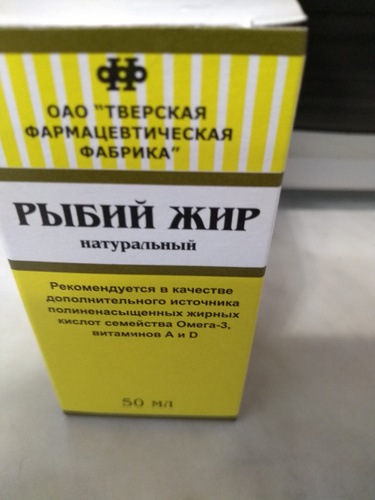 ОАО "ТВЕРСКАЯ
ФАРМАЦЕВТИЧЕСКАЯ
ФАБРИКА"
РЫБИЙ ЖИР
натуральный
Рекомендуется в качестве
дополнительного источника
полиненасыщенных жирных
кислот семейства Омега-3,
витаминов А и D
50 мл